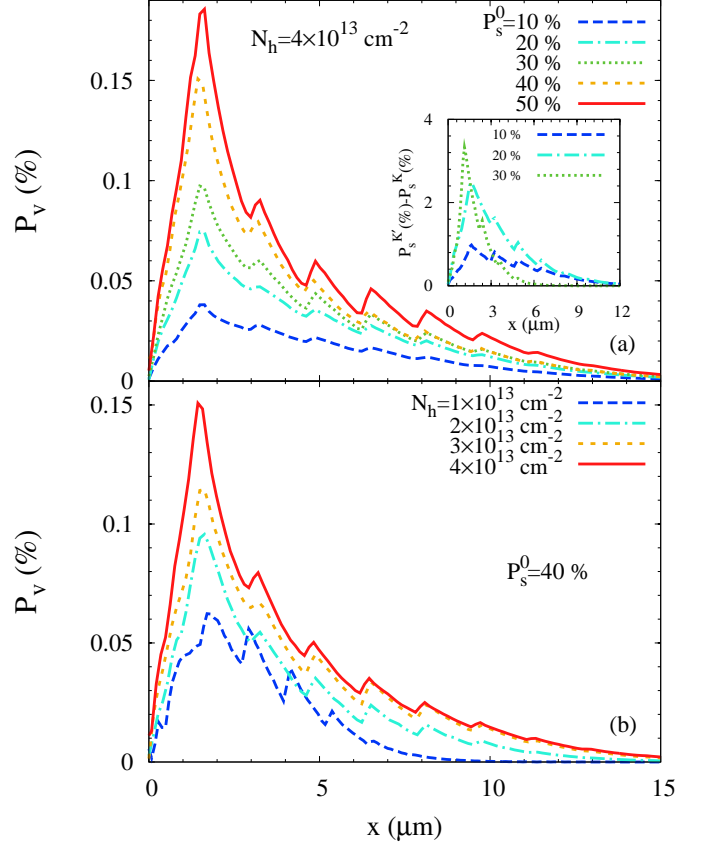 N_h=4×10^13 cm^-2
P_s^0=10 %
20 %
30 %
40 %
50 %
0.15
0.1
0.05
0
P_v (%)
4
2
0
P_s^K'(%)-P_s^K(%)
10 %
20 %
30 %
0 3 6 9 12
x (μm)
(a)
N_h=1×10^13 cm^-2
2×10^13 cm^-2
3×10^13 cm^-2
4×10^13 cm^-2
0.15
0.1
0.05
0
P_v (%)
P_s^0=40 %
(b)
0 5 10 15
x (μm)